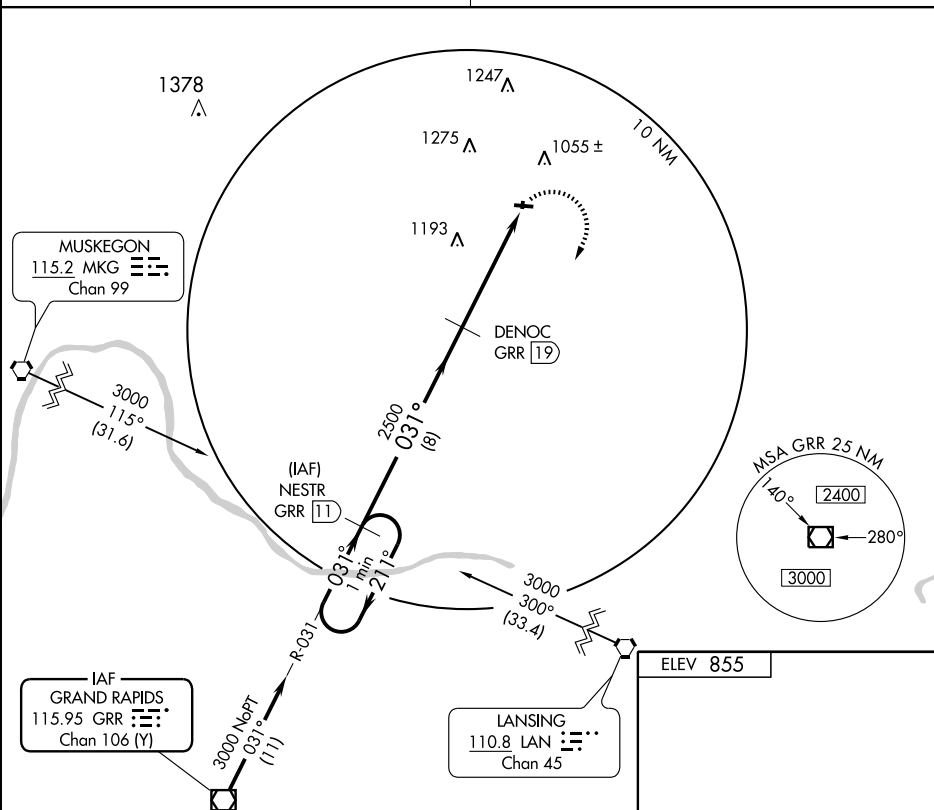 1378
1247
10 NM
1275
1055 ±
1193
MUSKEGON
115.2 MKG
Chan 99
DENOC
GRR 19
3000
115°
(31.6)
2500
031°
(8)
(IAF)
NESTR
GRR 11
MSA GRR 25 NM
140°
2400
280°
3000
031°
1 min
211°
3000
300°
(33.4)
R-031
ELEV 855
IAF
GRAND RAPIDS
115.95 GRR
Chan 106 (Y)
3000 NoPT
031°
(11)
LANSING
110.8 LAN
Chan 45